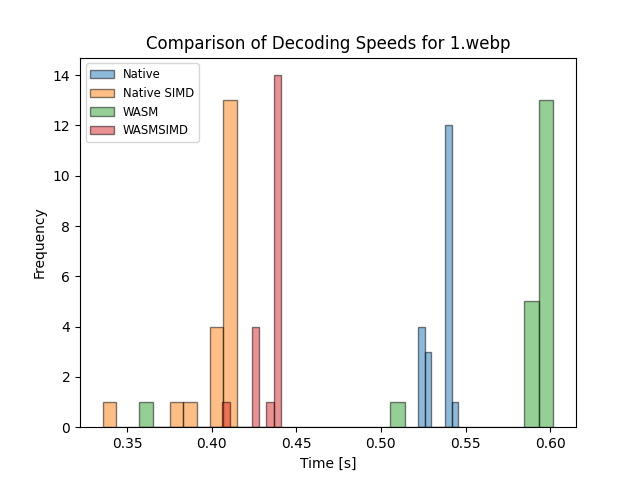 Comparison of Decoding Speeds for 1.webp
Native
Native SIMD
WASM
WASMSIMD
14
12
10
8
6
4
2
0
Frequency
0.35 0.40 0.45 0.50 0.55 0.60
Time [s]